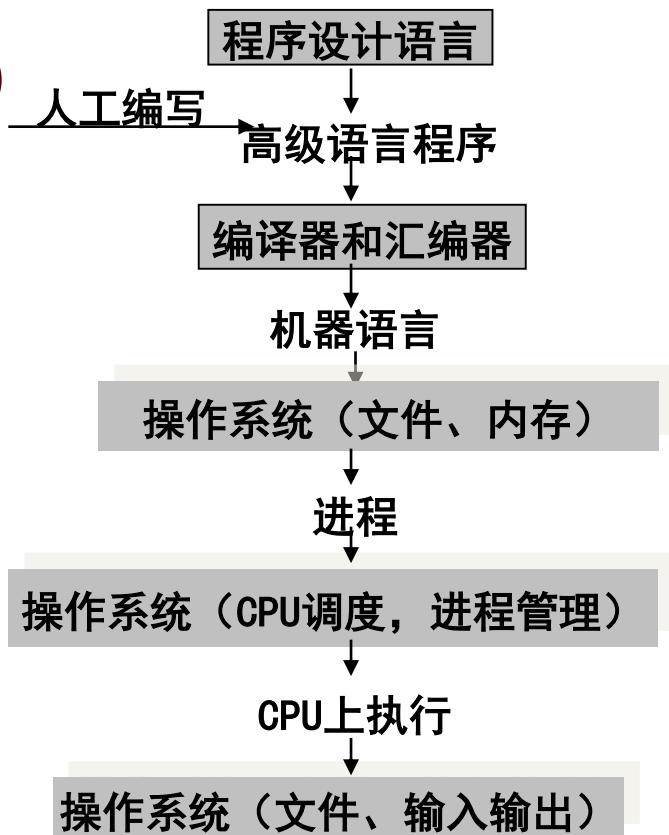 程序设计语言
人工编写
高级语言程序
编译器和汇编器
机器语言
操作系统（文件、内存）
进程
操作系统（CPU调度，进程管理）
CPU上执行
操作系统（文件、输入输出）